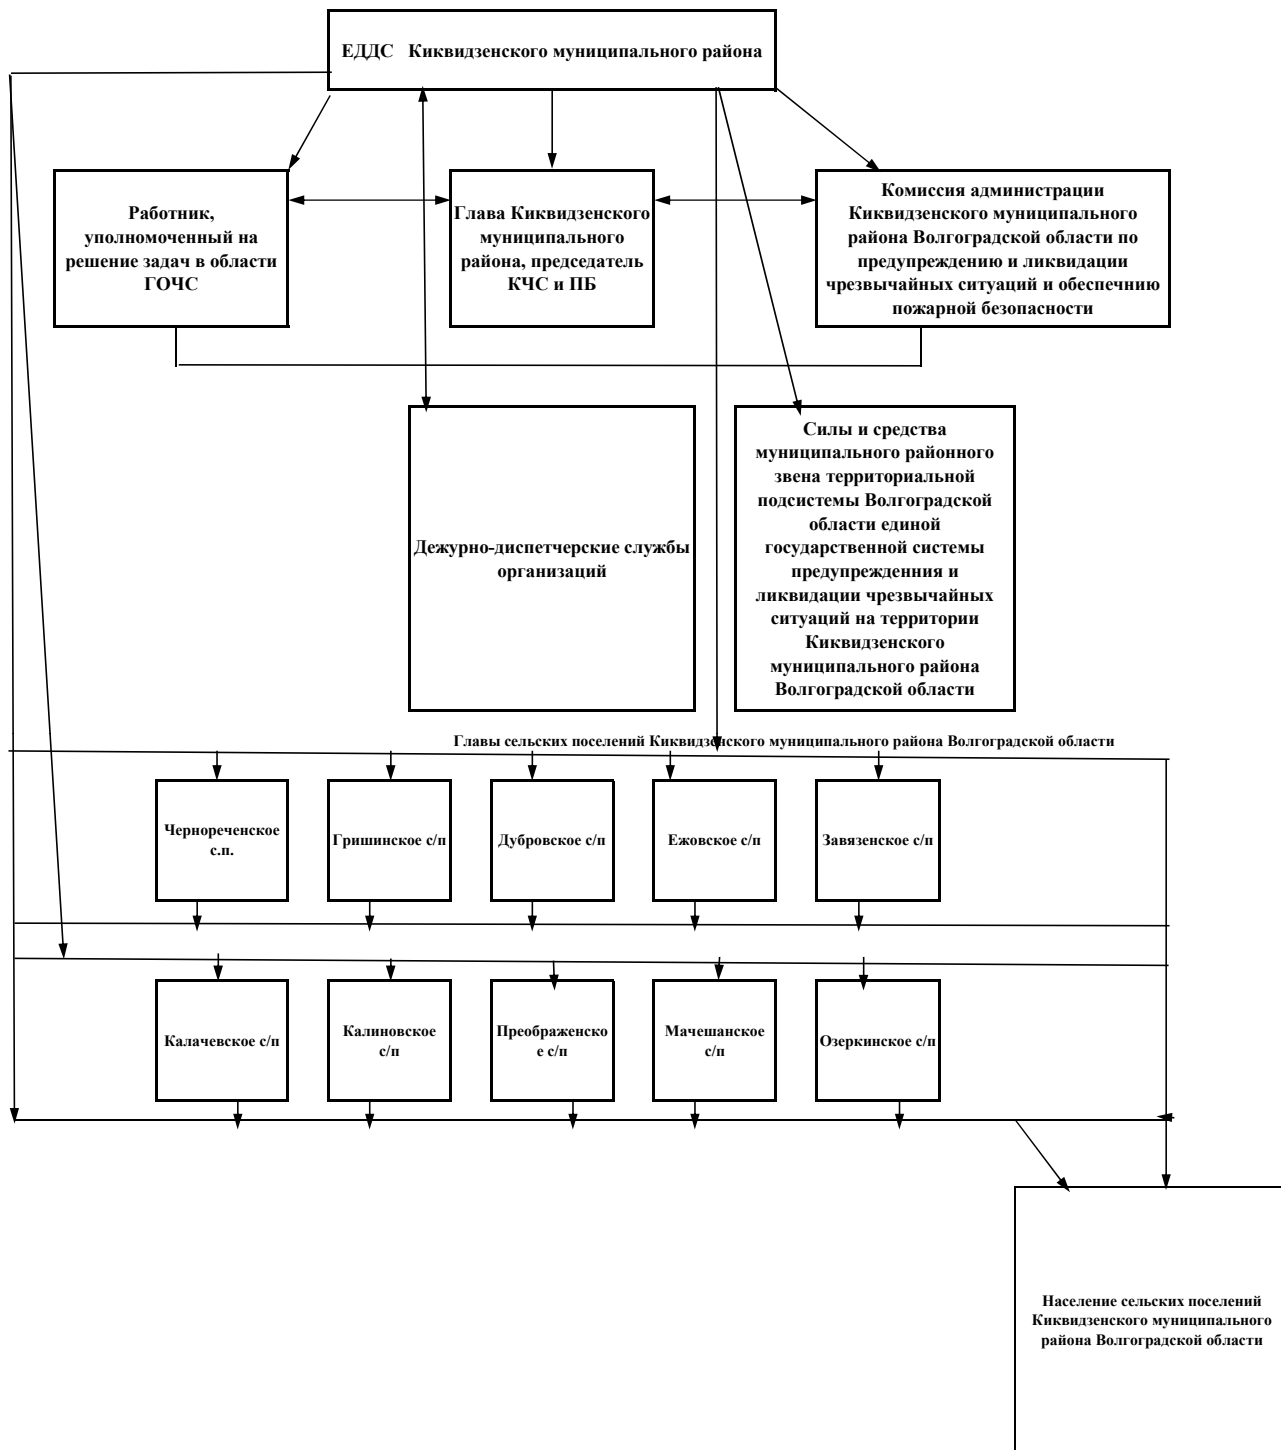 ЕДДС Киквидзенского муниципального района
Работник,
уполномоченный на
решение задач в области
ГОЧС
Глава Киквидзенского
муниципального
района, председатель
КЧС и ПБ
Комиссия администрации
Киквидзенского муниципального
района Волгоградской области по
предупреждению и ликвидации
чрезвычайных ситуаций и обеспечнию
пожарной безопасности
Дежурно-диспетчерские службы
организаций
Силы и средства
муниципального районного
звена территориальной
подсистемы Волгоградской
области единой
государственной системы
предупрежденния и
ликвидации чрезвычайных
ситуаций на территории
Киквидзенского
муниципального района
Волгоградской области
Главы сельских поселений Киквидзенского муниципального района Волгоградской области
Чернореченское
с.п.
Гришинское с/п
Дубровское с/п
Ежовское с/п
Завязенское с/п
Калачевское с/п
Калиновское
с/п
Преображенско
е с/п
Мачешанское
с/п
Озеркинское с/п
Население сельских поселений
Киквидзенского муниципального
района Волгоградской области